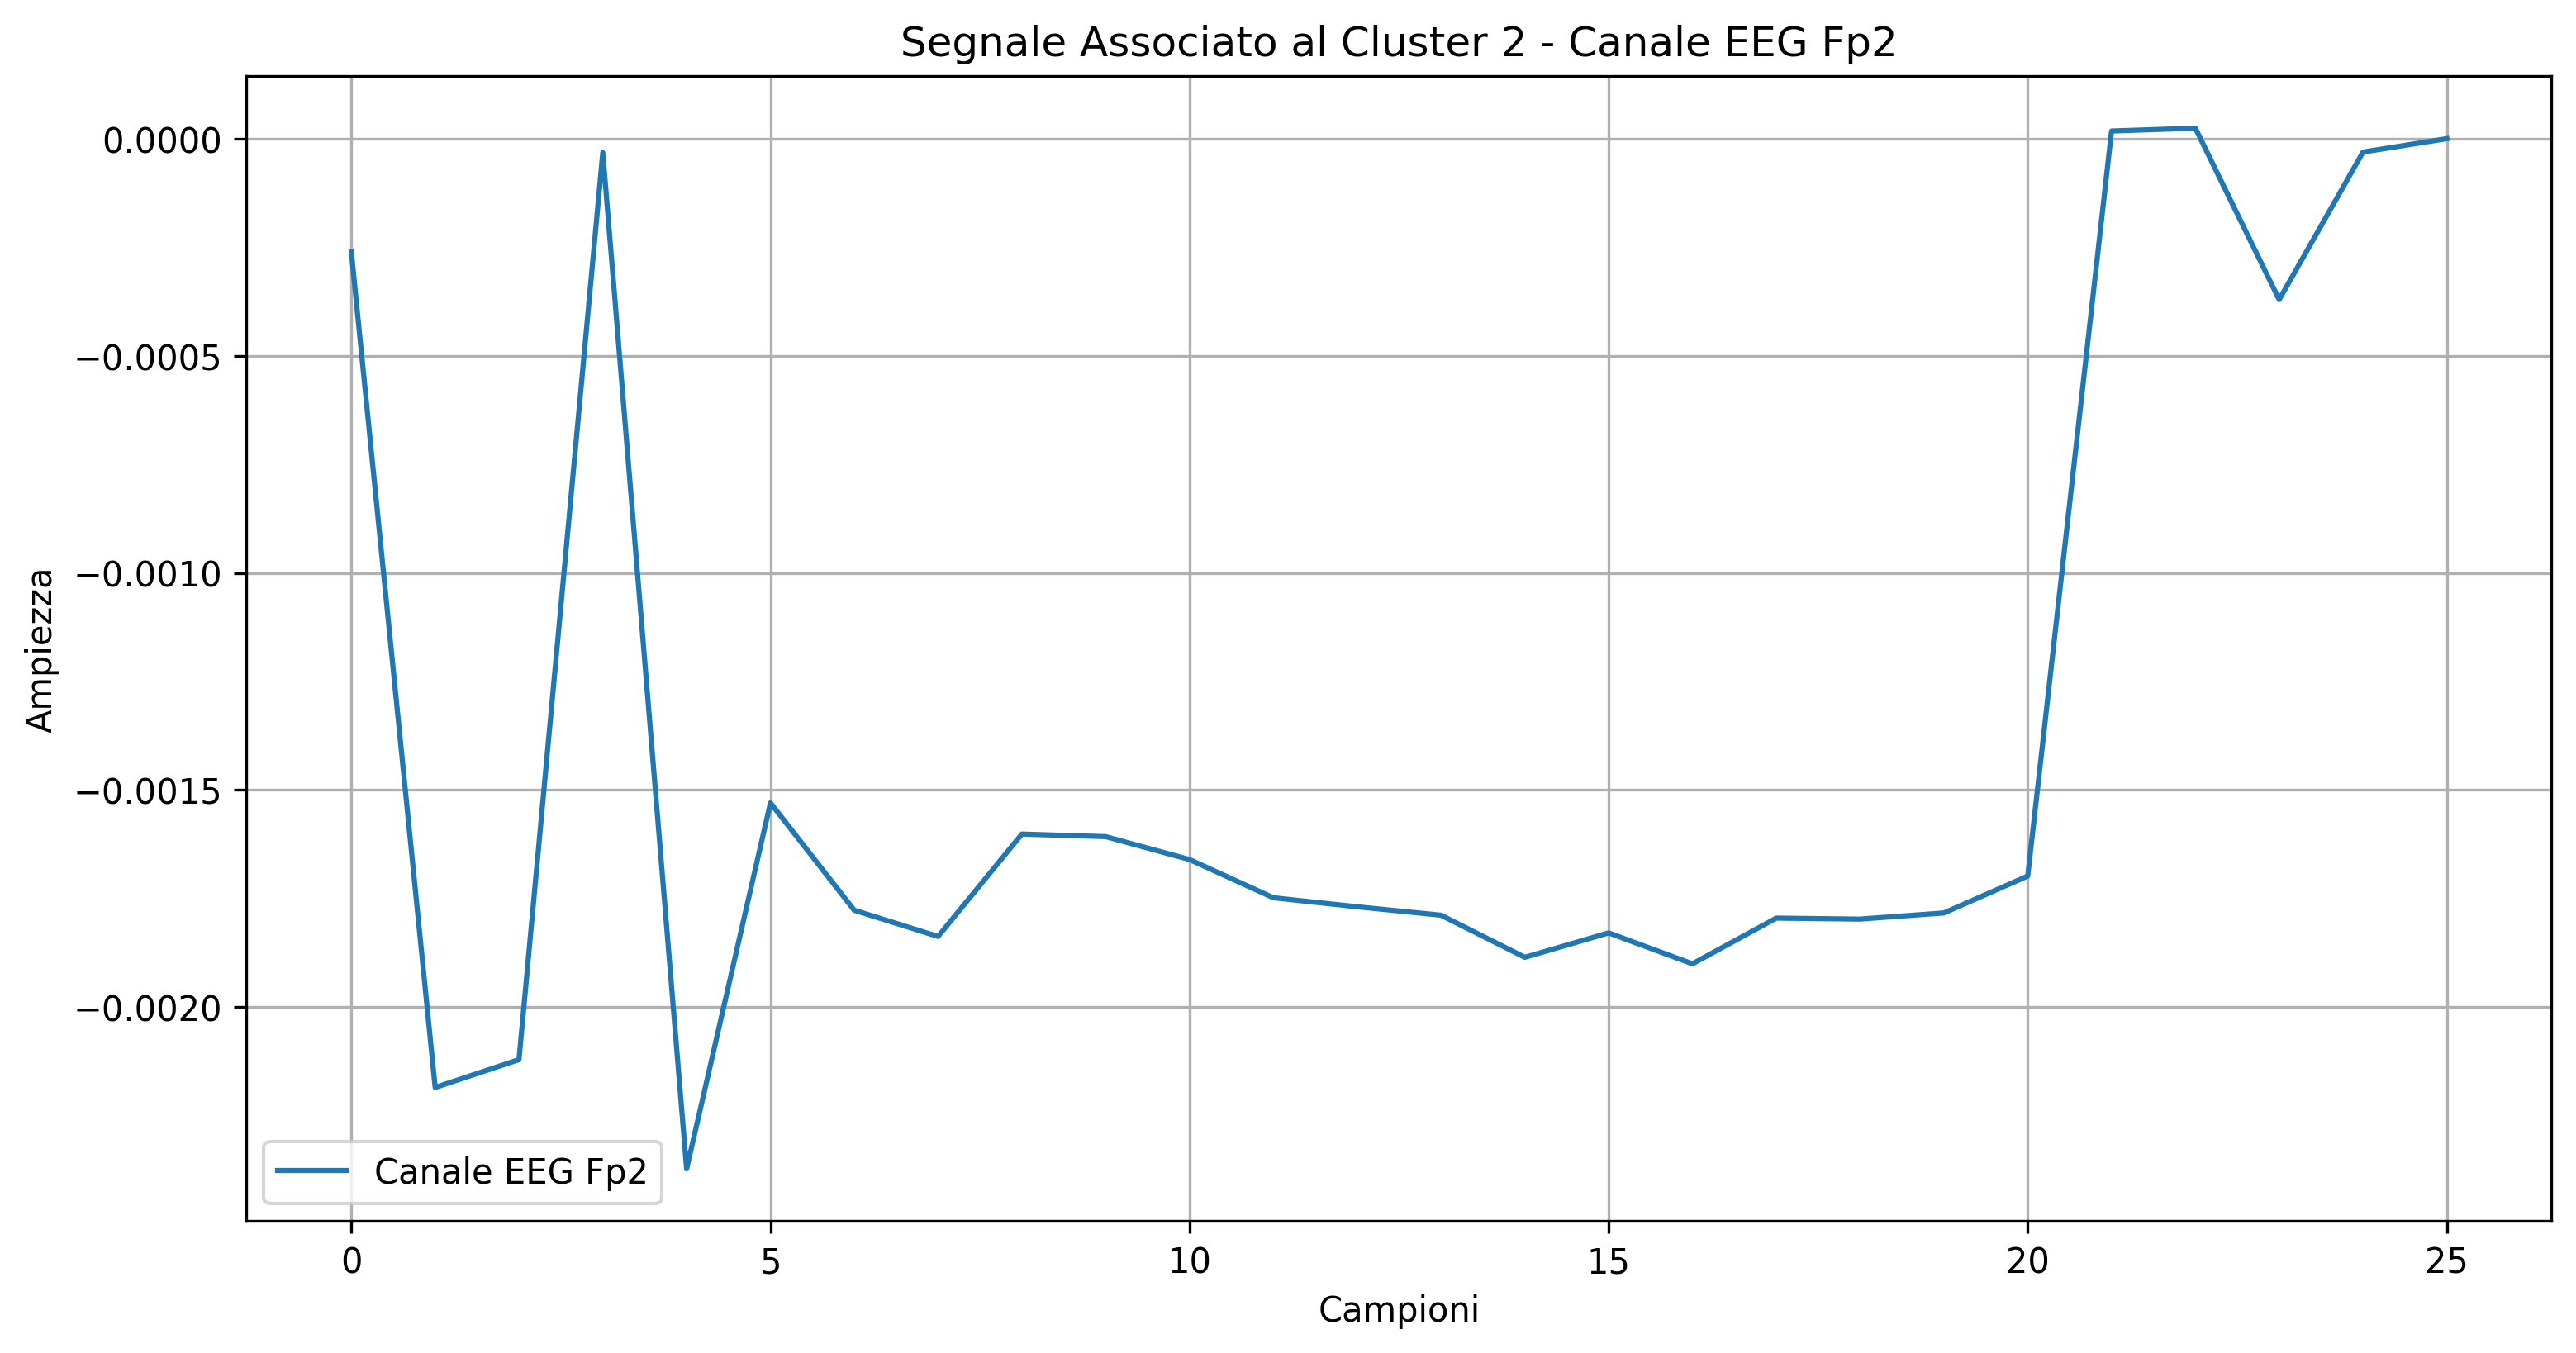 Segnale Associato al Cluster 2 - Canale EEG Fp2
0.0000
−0.0005
−0.0010
−0.0015
−0.0020
Ampiezza
Canale EEG Fp2
0 5 10 15 20 25
Campioni